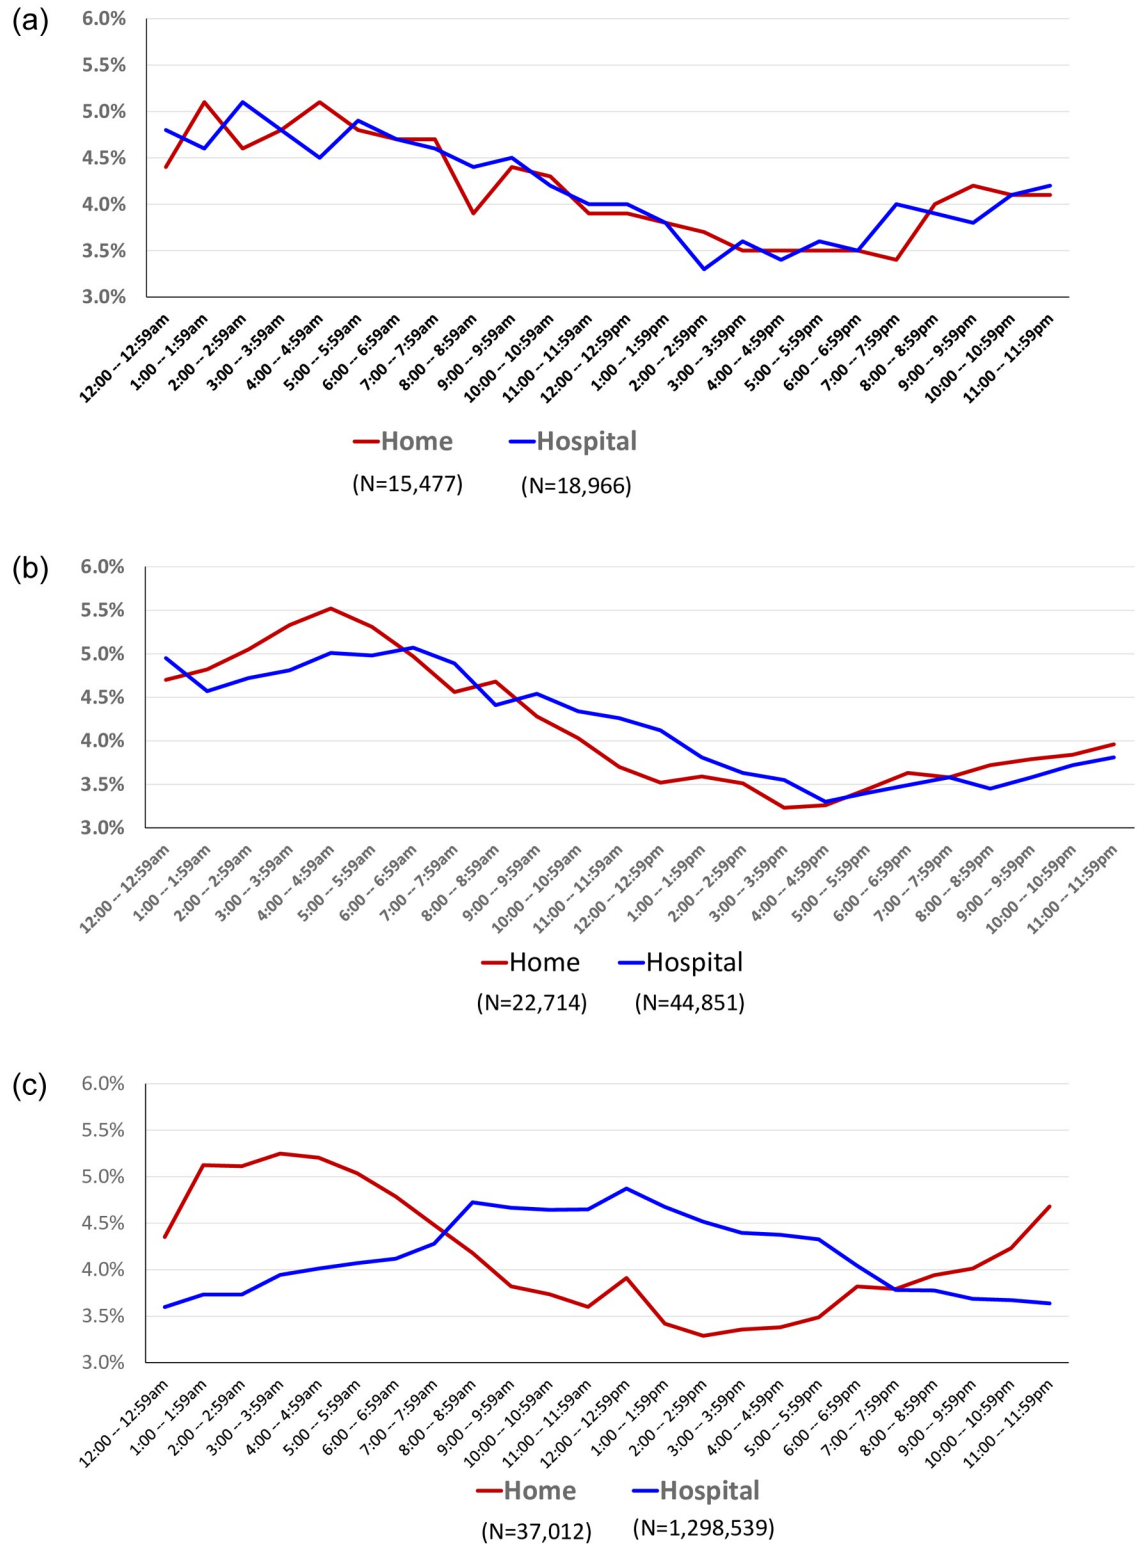 (a)
6.0%
5.5%
5.0%
4.5%
4.0%
3.5%
3.0%
12:00 -- 12:59am
1:00 -- 1:59am
2:00 -- 2:59am
3:00 -- 3:59am
4:00 -- 4:59am
5:00 -- 5:59am
6:00 -- 6:59am
7:00 -- 7:59am
8:00 -- 8:59am
9:00 -- 9:59am
10:00 -- 10:59am
11:00 -- 11:59am
12:00 -- 12:59pm
1:00 -- 1:59pm
2:00 -- 2:59pm
3:00 -- 3:59pm
4:00 -- 4:59pm
5:00 -- 5:59pm
6:00 -- 6:59pm
7:00 -- 7:59pm
8:00 -- 8:59pm
9:00 -- 9:59pm
10:00 -- 10:59pm
11:00 -- 11:59pm
Home Hospital
(N=15,477) (N=18,966)
(b)
6.0%
5.5%
5.0%
4.5%
4.0%
3.5%
3.0%
12:00 -- 12:59am
1:00 -- 1:59am
2:00 -- 2:59am
3:00 -- 3:59am
4:00 -- 4:59am
5:00 -- 5:59am
6:00 -- 6:59am
7:00 -- 7:59am
8:00 -- 8:59am
9:00 -- 9:59am
10:00 -- 10:59am
11:00 -- 11:59am
12:00 -- 12:59pm
1:00 -- 1:59pm
2:00 -- 2:59pm
3:00 -- 3:59pm
4:00 -- 4:59pm
5:00 -- 5:59pm
6:00 -- 6:59pm
7:00 -- 7:59pm
8:00 -- 8:59pm
9:00 -- 9:59pm
10:00 -- 10:59pm
11:00 -- 11:59pm
Home Hospital
(N=22,714) (N=44,851)
(c)
6.0%
5.5%
5.0%
4.5%
4.0%
3.5%
3.0%
12:00 -- 12:59am
1:00 -- 1:59am
2:00 -- 2:59am
3:00 -- 3:59am
4:00 -- 4:59am
5:00 -- 5:59am
6:00 -- 6:59am
7:00 -- 7:59am
8:00 -- 8:59am
9:00 -- 9:59am
10:00 -- 10:59am
11:00 -- 11:59am
12:00 -- 12:59pm
1:00 -- 1:59pm
2:00 -- 2:59pm
3:00 -- 3:59pm
4:00 -- 4:59pm
5:00 -- 5:59pm
6:00 -- 6:59pm
7:00 -- 7:59pm
8:00 -- 8:59pm
9:00 -- 9:59pm
10:00 -- 10:59pm
11:00 -- 11:59pm
Home Hospital
(N=37,012) (N=1,298,539)